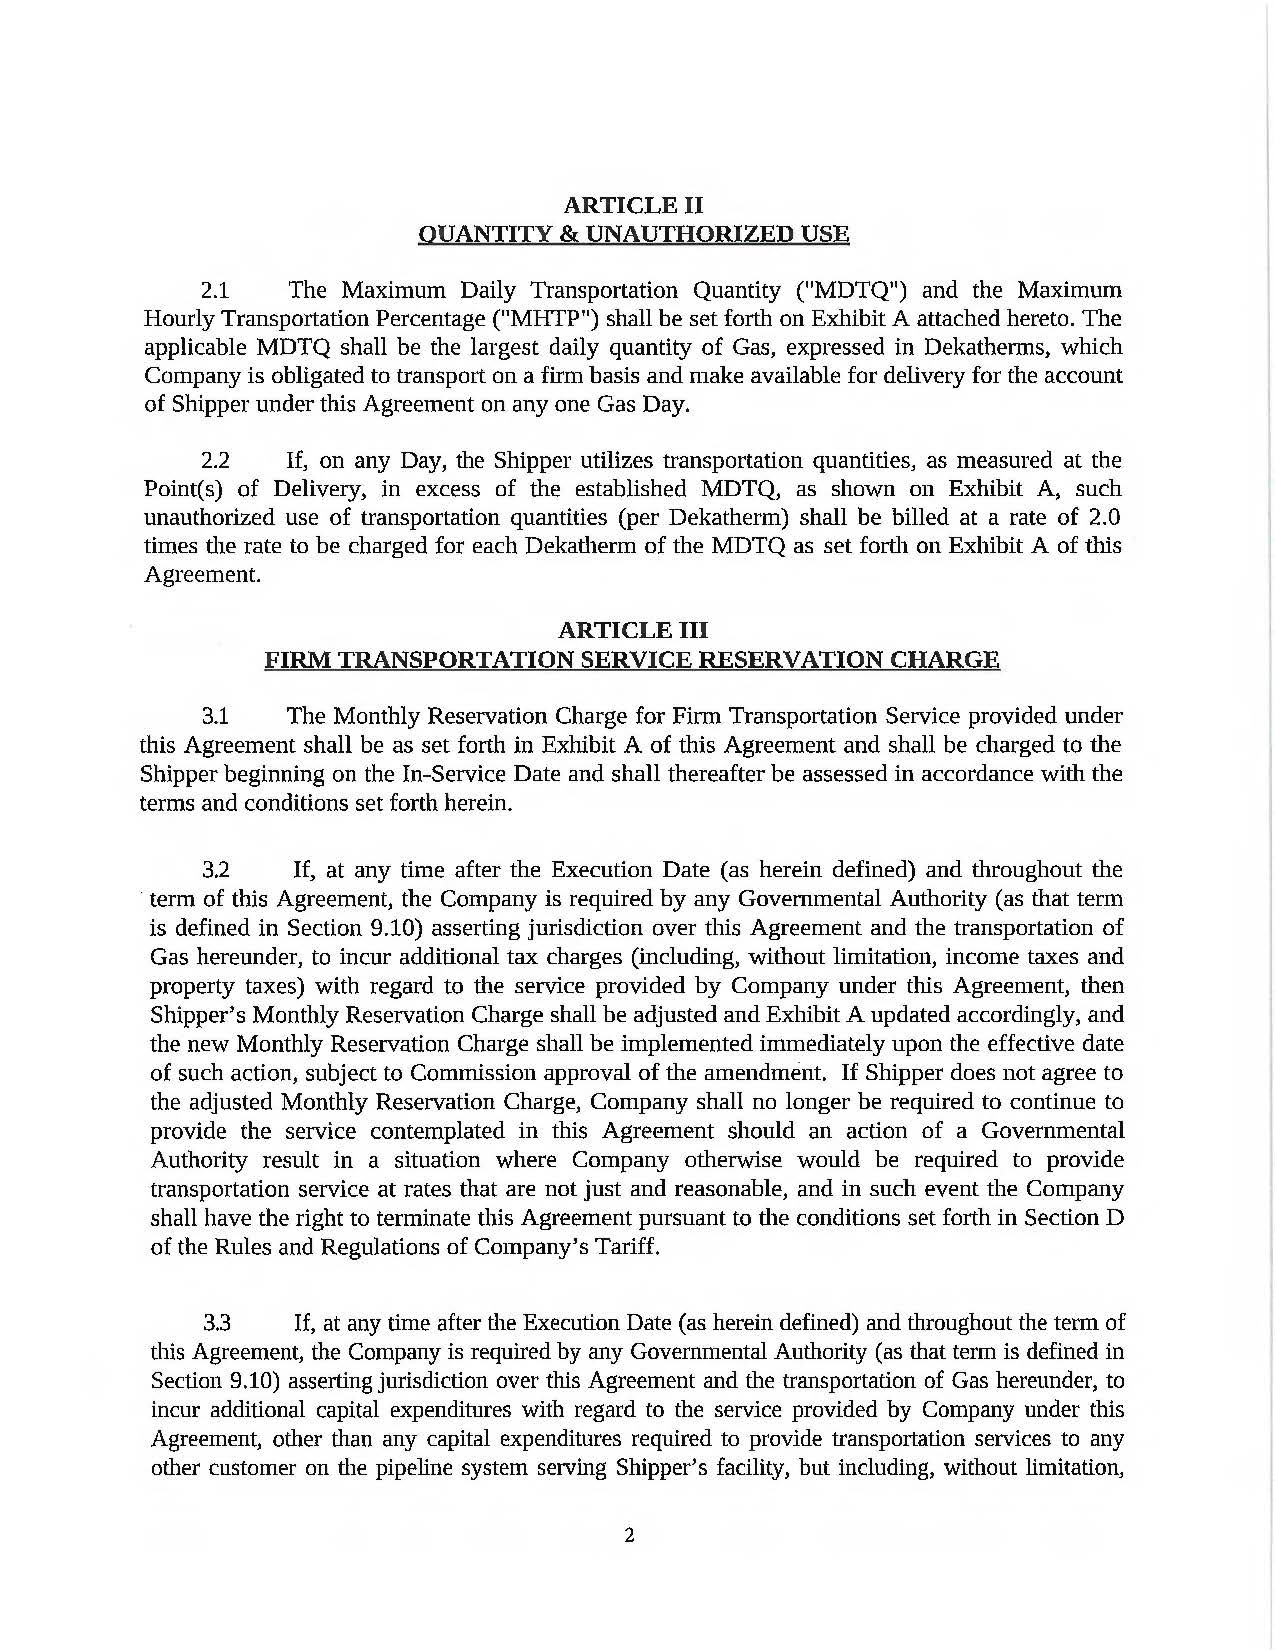 ARTICLE II
QUANTITY & UNAUTHORIZED USE
2.1 The Maximum Daily Transportation Quantity ("MDTQ") and the Maximum
Hourly Transportation Percentage ("MHTP") shall be set forth on Exhibit A attached hereto. The
applicable MDTQ shall be the largest daily quantity of Gas, expressed in Dekatherms, which
Company is obligated to transport on a firm basis and make available for delivery for the account
of Shipper under this Agreement on any one Gas Day.
2.2 If, on any Day, the Shipper utilizes transportation quantities, as measured at the
Point(s) of Delivery, in excess of the established MDTQ, as shown on Exhibit A, such
unauthorized use of transportation quantities (per Dekatherm) shall be billed at a rate of 2.0
times the rate to be charged for each Dekatherm of the MDTQ as set forth on Exhibit A of this
Agreement.
ARTICLE III
FIRM TRANSPORTATION SERVICE RESERVATION CHARGE
3.1 The Monthly Reservation Charge for Firm Transportation Service provided under
this Agreement shall be as set forth in Exhibit A of this Agreement and shall be charged to the
Shipper beginning on the In-Service Date and shall thereafter be assessed in accordance with the
terms and conditions set forth herein.
3.2 If, at any time after the Execution Date (as herein defined) and throughout the
term of this Agreement, the Company is required by any Governmental Authority (as that term
is defined in Section 9.10) asserting jurisdiction over this Agreement and the transportation of
Gas hereunder, to incur additional tax charges (including, without limitation, income taxes and
property taxes) with regard to the service provided by Company under this Agreement, then
Shipper’s Monthly Reservation Charge shall be adjusted and Exhibit A updated accordingly, and
the new Monthly Reservation Charge shall be implemented immediately upon the effective date
of such action, subject to Commission approval of the amendment. If Shipper does not agree to
the adjusted Monthly Reservation Charge, Company shall no longer be required to continue to
provide the service contemplated in this Agreement should an action of a Governmental
Authority result in a situation where Company otherwise would be required to provide
transportation service at rates that are not just and reasonable, and in such event the Company
shall have the right to terminate this Agreement pursuant to the conditions set forth in Section D
of the Rules and Regulations of Company’s Tariff.
3.3 If, at any time after the Execution Date (as herein defined) and throughout the term of
this Agreement, the Company is required by any Governmental Authority (as that term is defined in
Section 9.10) asserting jurisdiction over this Agreement and the transportation of Gas hereunder, to
incur additional capital expenditures with regard to the service provided by Company under this
Agreement, other than any capital expenditures required to provide transportation services to any
other customer on the pipeline system serving Shipper’s facility, but including, without limitation,
2